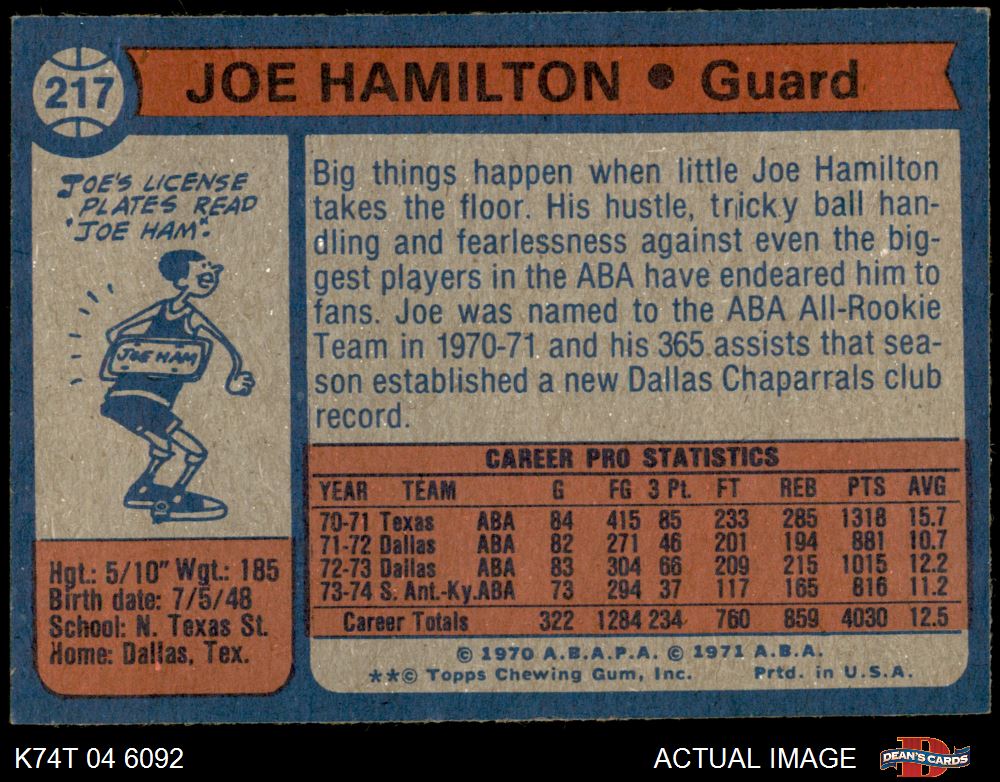 217
JOE HAMILTON • Guard
JOE'S LICENSE
PLATES READ
"JOE HAM".
JOE HAM
Hgt.: 5/10" Wgt.: 185
Birth date: 7/5/48
School: N. Texas St.
Home: Dallas, Tex.
Big things happen when little Joe Hamilton
takes the floor. His hustle, tricky ball han-
dling and fearlessness against even the big-
gest players in the ABA have endeared him to
fans. Joe was named to the ABA All-Rookie
Team in 1970-71 and his 365 assists that sea-
son established a new Dallas Chaparrals club
record.
CAREER PRO STATISTICS
YEAR TEAM G FG 3 Pt. FT REB PTS AVG
70-71 Texas ABA 84 415 85 233 285 1318 15.7
71-72 Dallas ABA 82 271 46 201 194 881 10.7
72-73 Dallas ABA 83 304 66 209 215 1015 12.2
73-74 S. Ant.-Ky. ABA 73 294 37 117 165 816 11.2
Career Totals 322 1284 234 760 859 4030 12.5
© 1970 A.B.A.P.A. © 1971 A.B.A.
**© Topps Chewing Gum, Inc. Prtd. in U.S.A.
K74T 04 6092
ACTUAL IMAGE
DEAN'S CARDS